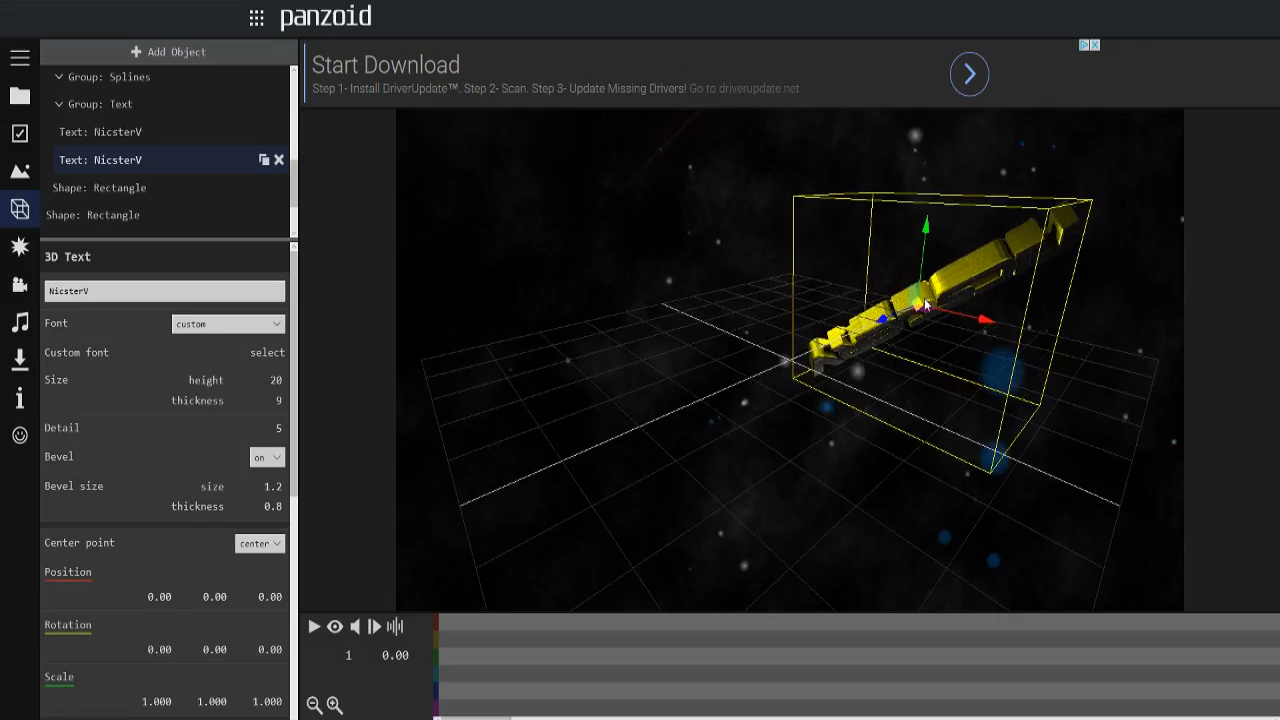 panzoid
Add Object
Group: Splines
Group: Text
Text: NicsterV
Text: NicsterV
Shape: Rectangle
Shape: Rectangle
3D Text
NicsterV
Font custom
Custom font select
Size height 20
thickness 9
Detail 5
Bevel on
Bevel size size 1.2
thickness 0.8
Center point center
Position
0.00 0.00 0.00
Rotation
0.00 0.00 0.00
Scale
1.000 1.000 1.000
Start Download
Step 1- Install DriverUpdate™. Step 2- Scan. Step 3- Update Missing Drivers! Go to driverupdate.net
1 0.00